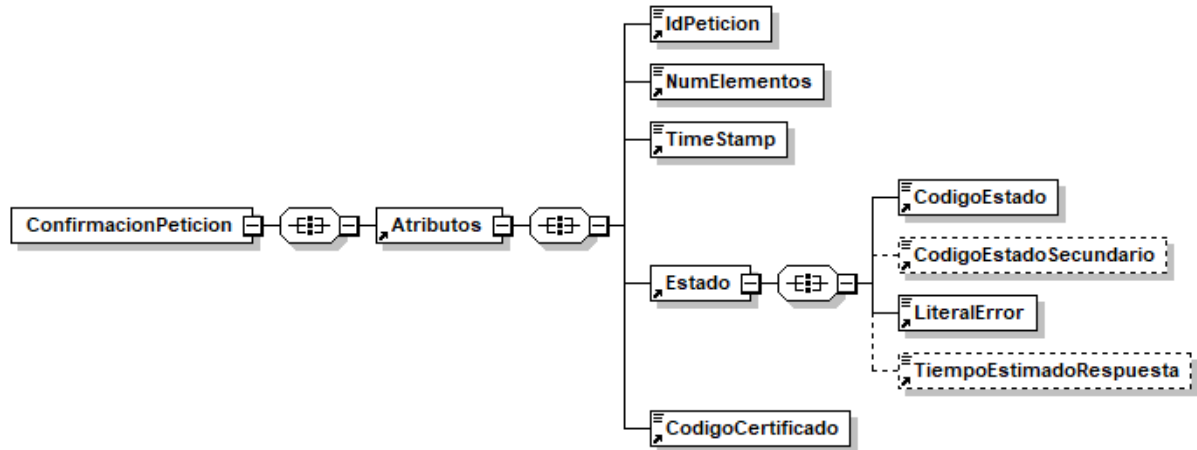 IdPeticion
NumElementos
TimeStamp
ConfirmacionPeticion
Atributos
Estado
CodigoEstado
CodigoEstadoSecundario
LiteralError
TiempoEstimadoRespuesta
CodigoCertificado